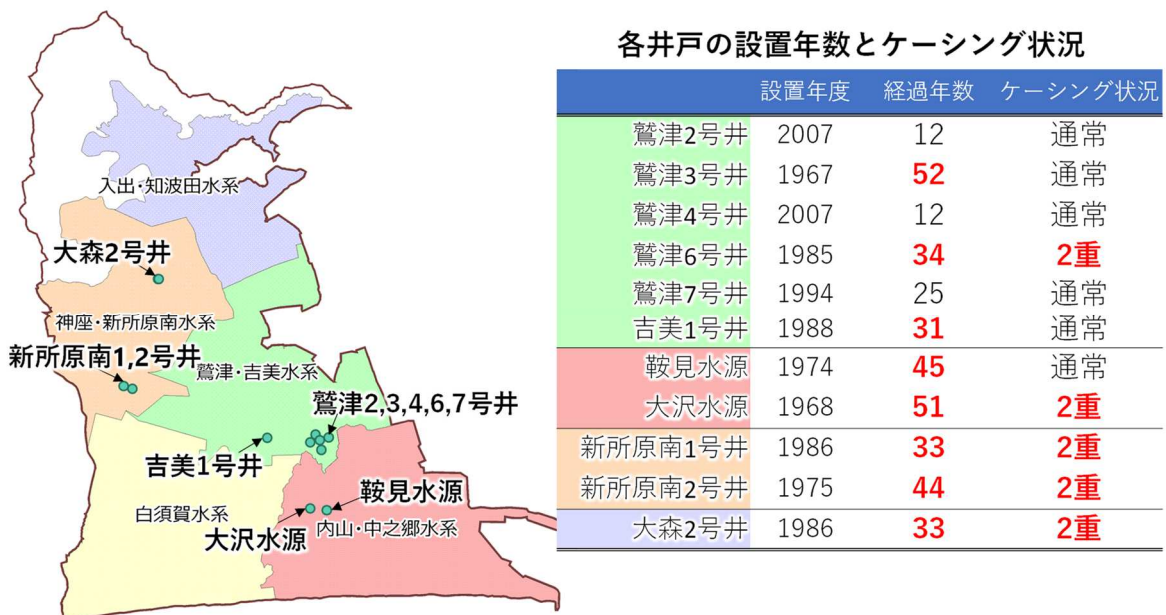 入出・知波田水系
大森2号井
神座・新所原南水系
新所原南1,2号井
鷲津・吉美水系
鷲津2,3,4,6,7号井
吉美1号井
鞍見水源
白須賀水系
大沢水源
内山・中之郷水系
各井戸の設置年数とケーシング状況
設置年度 経過年数 ケーシング状況
鷲津2号井 2007 12 通常
鷲津3号井 1967 52 通常
鷲津4号井 2007 12 通常
鷲津6号井 1985 34 2重
鷲津7号井 1994 25 通常
吉美1号井 1988 31 通常
鞍見水源 1974 45 通常
大沢水源 1968 51 2重
新所原南1号井 1986 33 2重
新所原南2号井 1975 44 2重
大森2号井 1986 33 2重